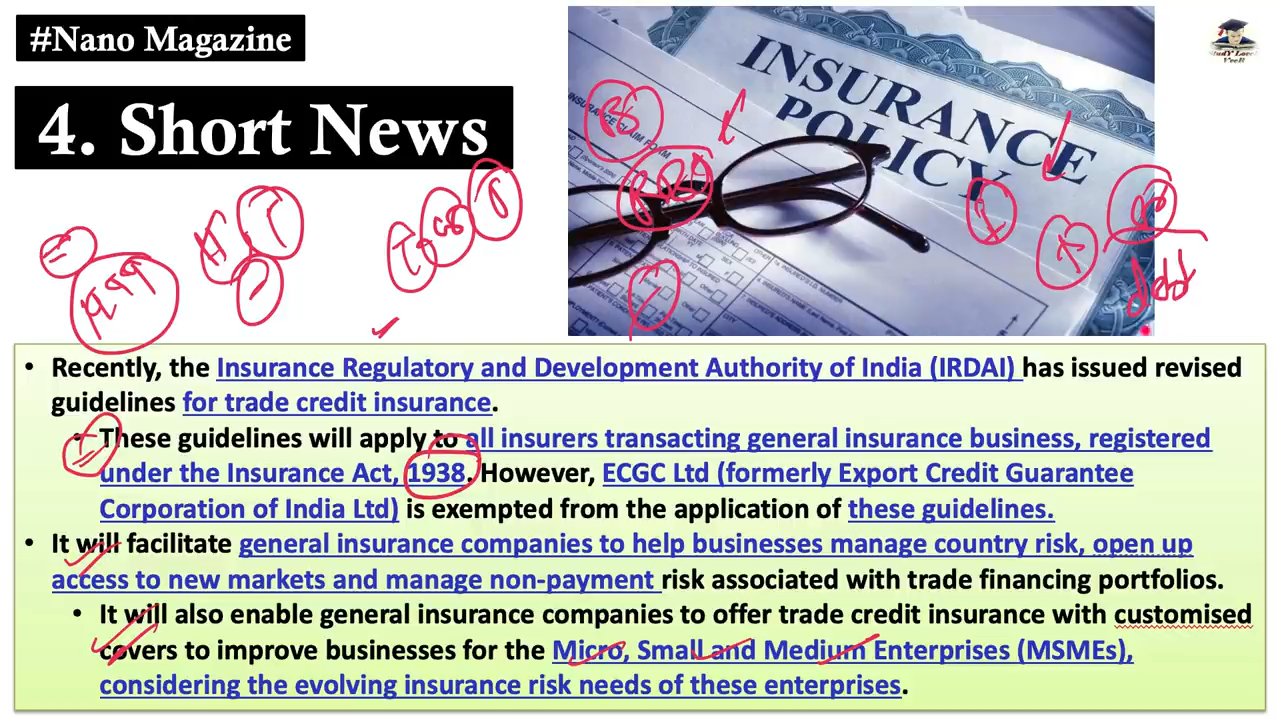 #Nano Magazine
4. Short News
INSURANCE
POLICY
INSURANCE CLAIM FORM
1999
debt
• Recently, the Insurance Regulatory and Development Authority of India (IRDAI) has issued revised
guidelines for trade credit insurance.
• These guidelines will apply to all insurers transacting general insurance business, registered
under the Insurance Act, 1938. However, ECGC Ltd (formerly Export Credit Guarantee
Corporation of India Ltd) is exempted from the application of these guidelines.
• It will facilitate general insurance companies to help businesses manage country risk, open up
access to new markets and manage non-payment risk associated with trade financing portfolios.
• It will also enable general insurance companies to offer trade credit insurance with customised
covers to improve businesses for the Micro, Small and Medium Enterprises (MSMEs),
considering the evolving insurance risk needs of these enterprises.